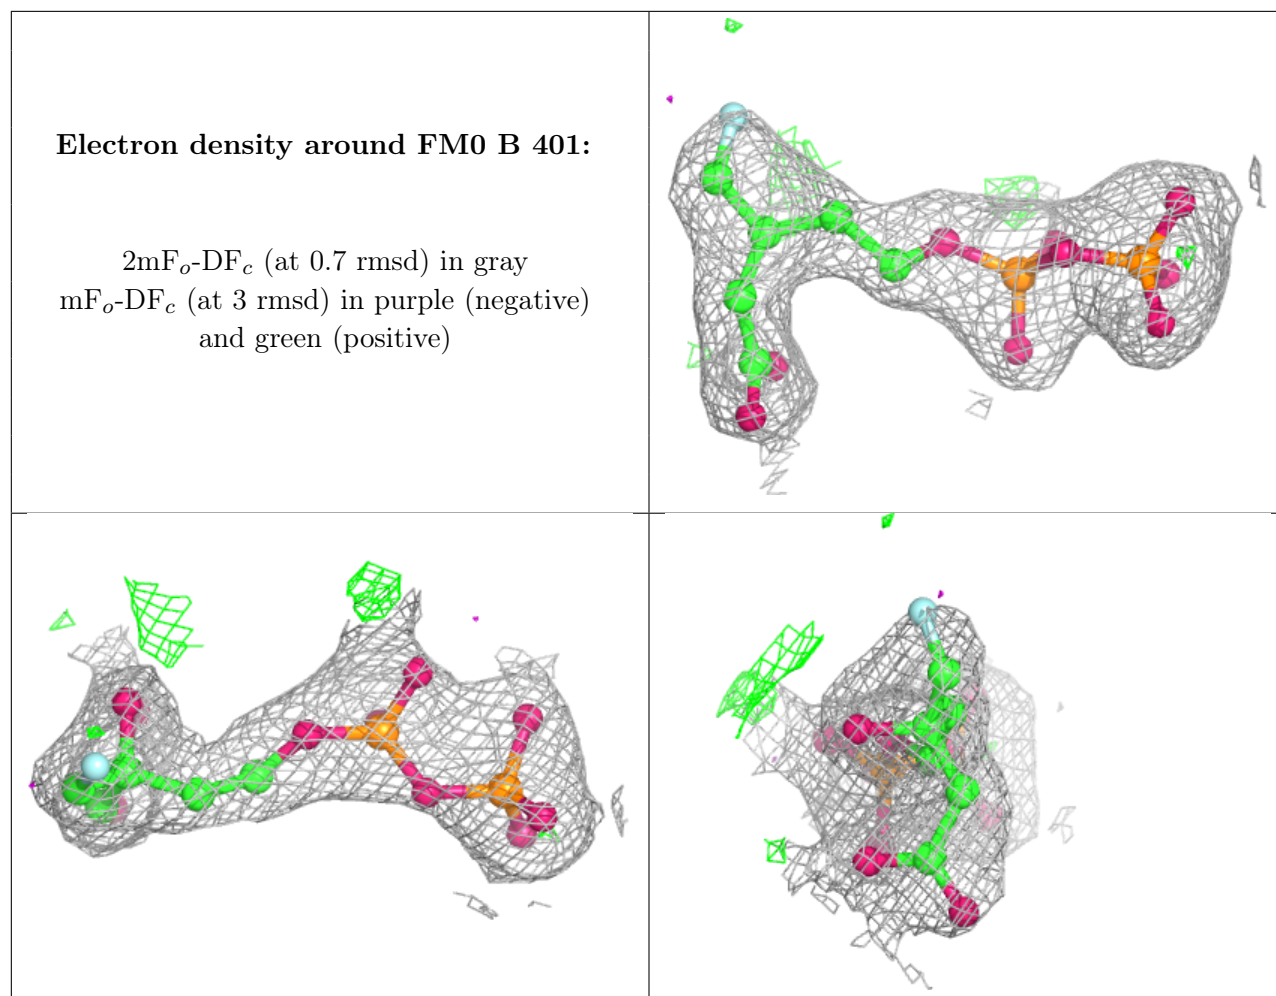 Electron density around FM0 B 401:
2mFo-DFc (at 0.7 rmsd) in gray
mFo-DFc (at 3 rmsd) in purple (negative)
and green (positive)